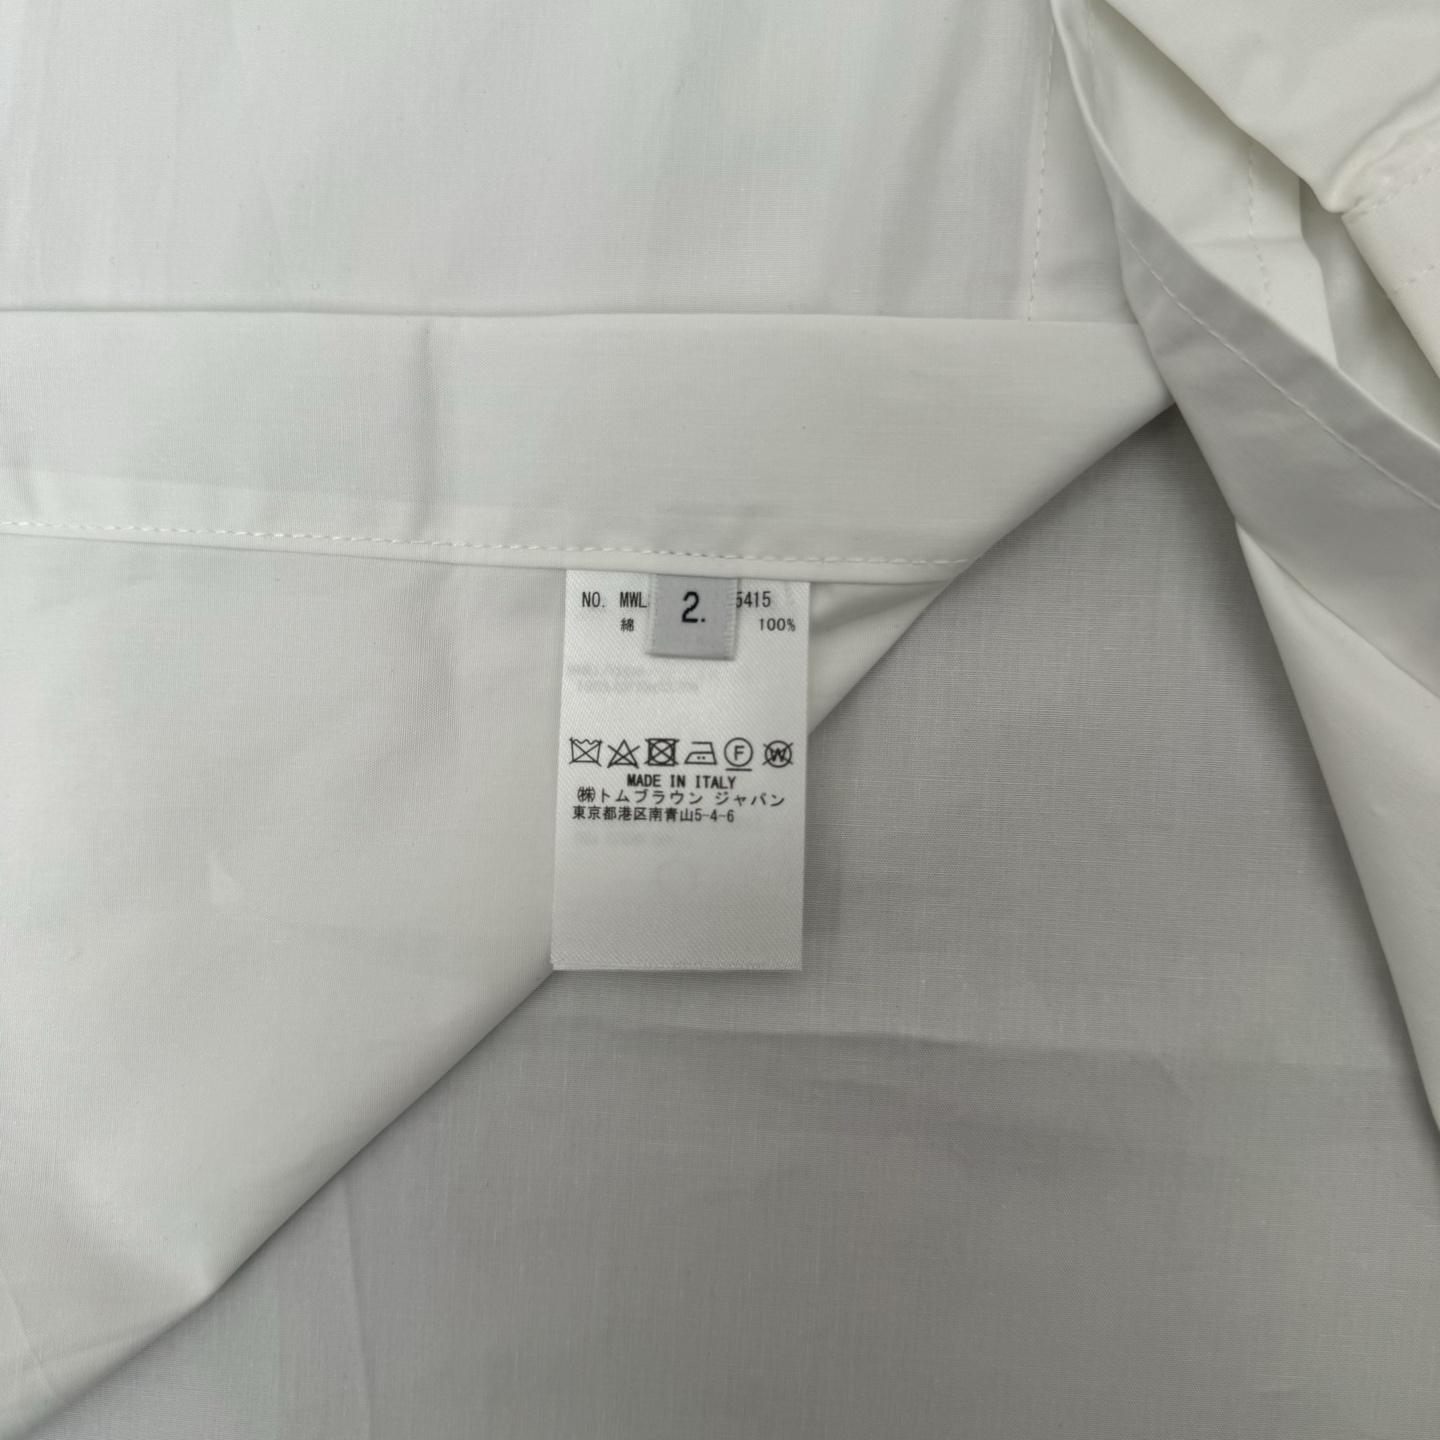 NO. MWL 5415
2.
綿 100%
F W
MADE IN ITALY
㈱トムブラウン ジャパン
東京都港区南青山5-4-6